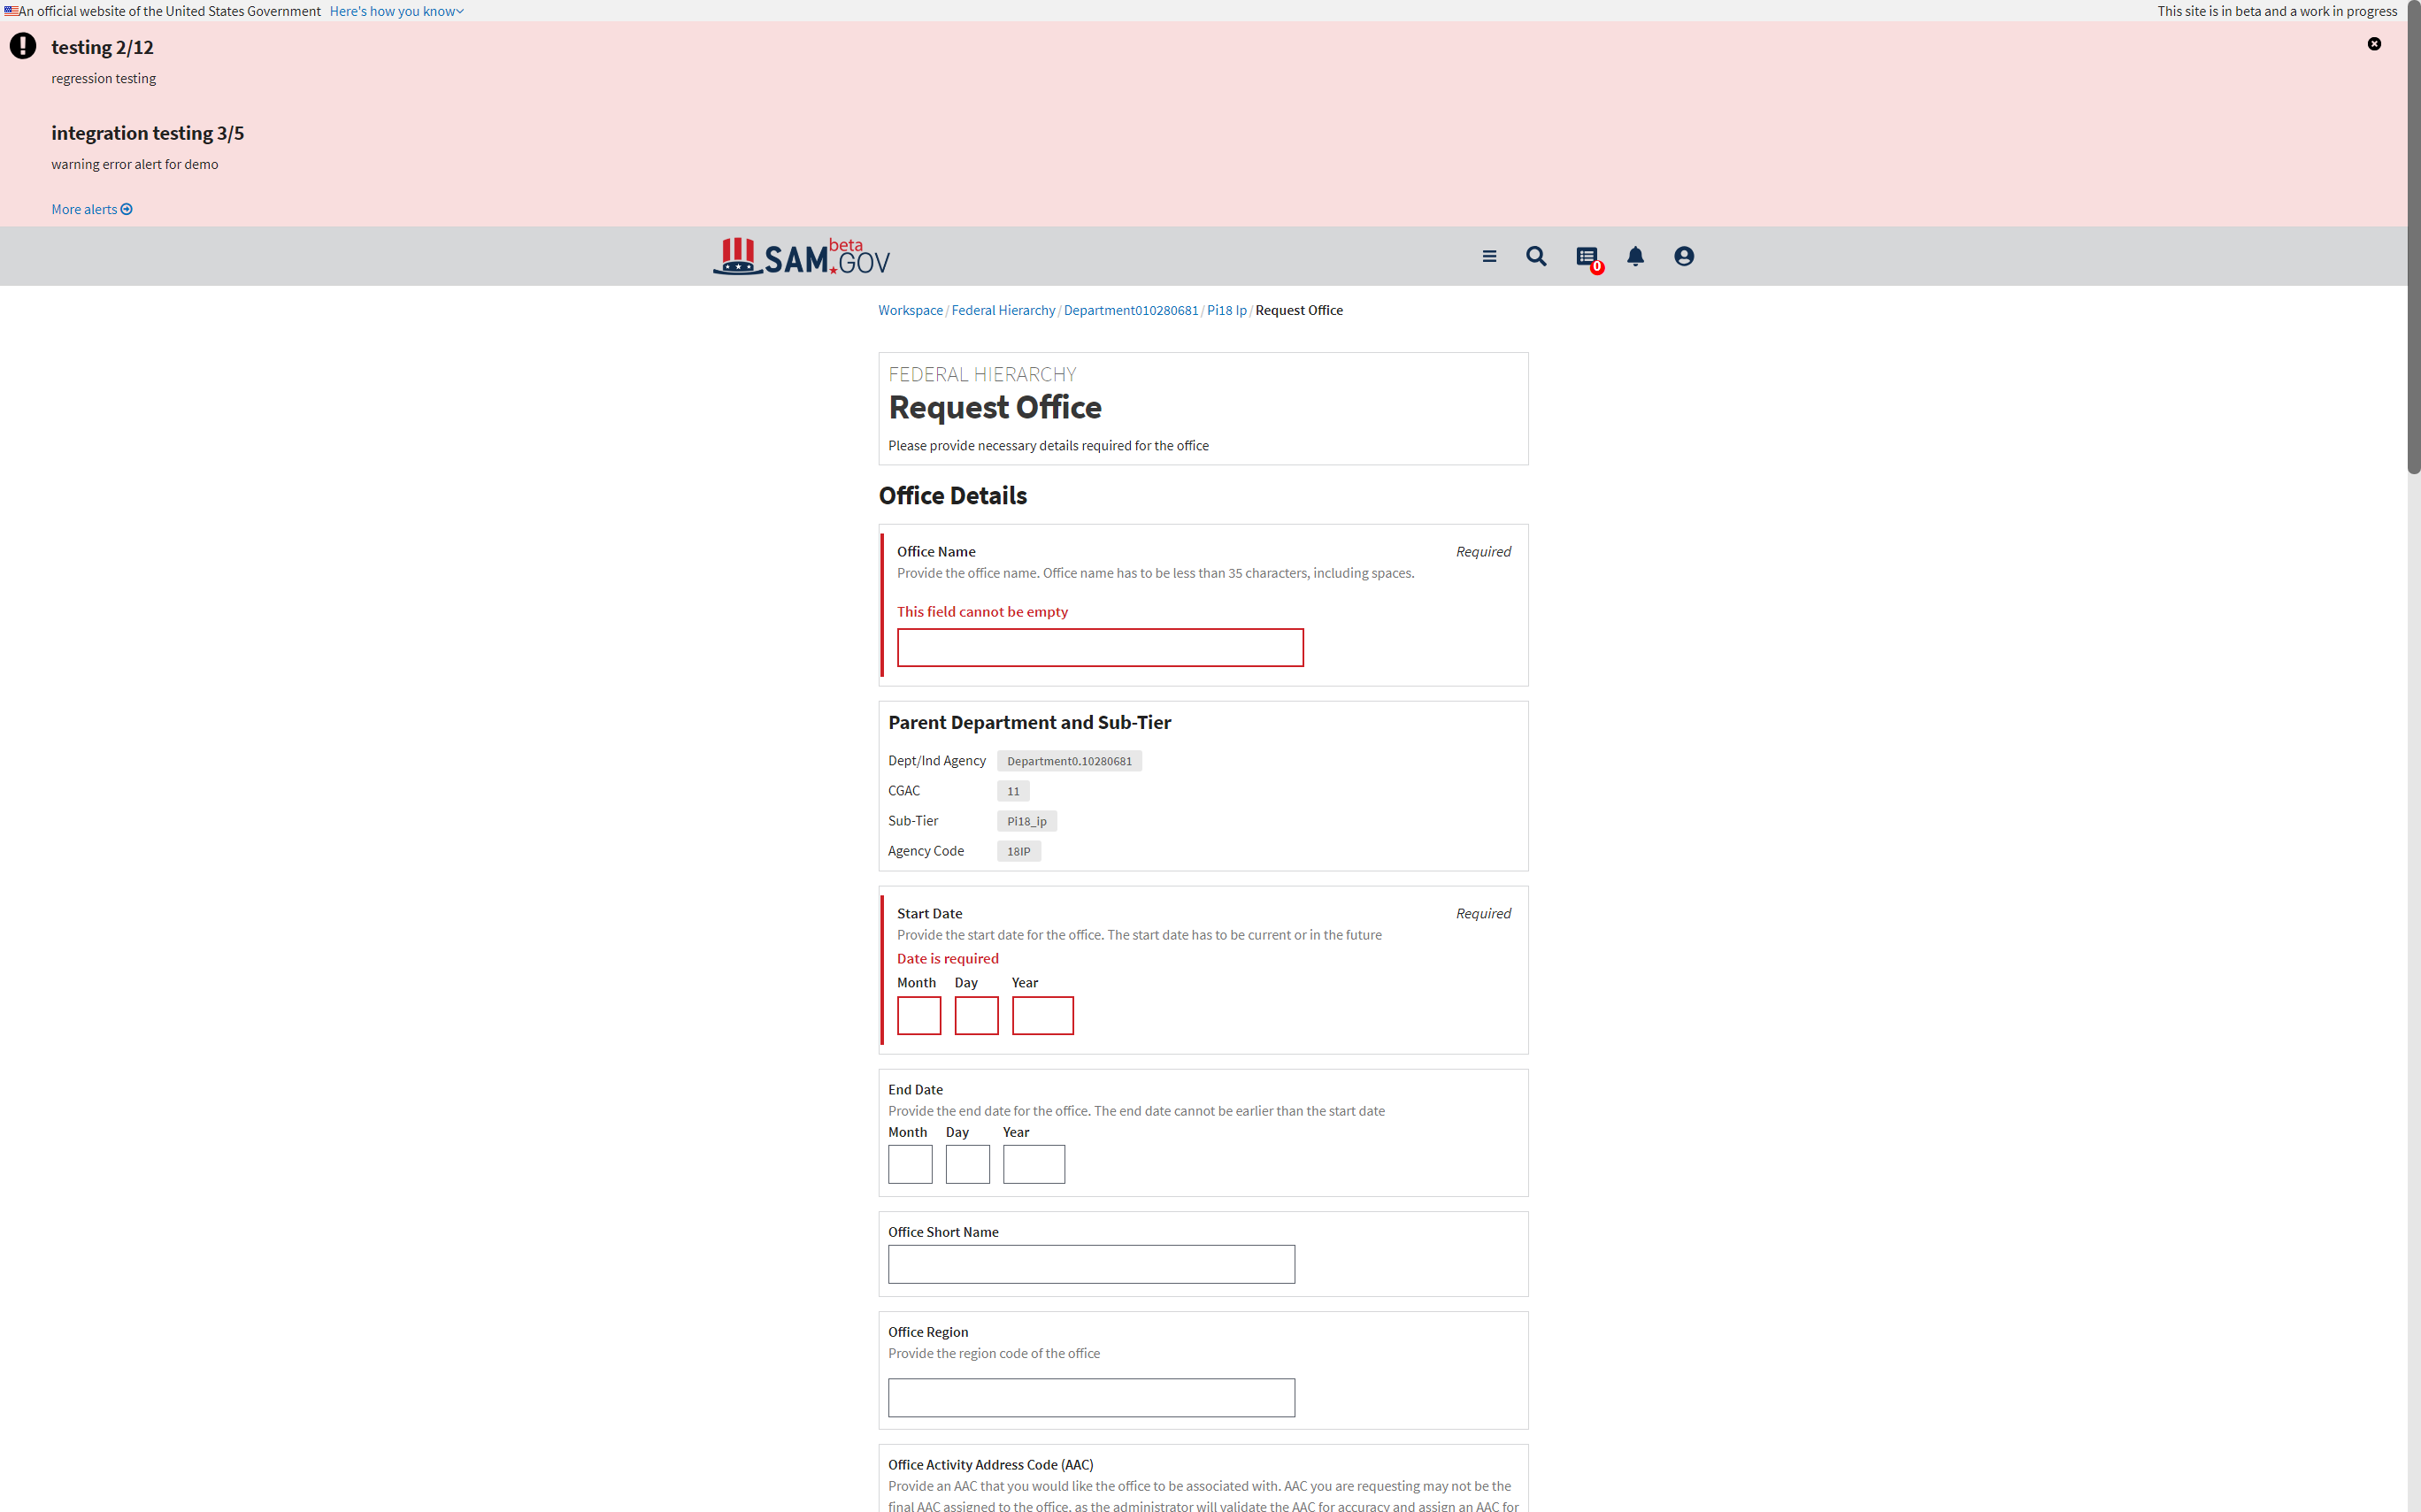 An official website of the United States Government Here's how you know
This site is in beta and a work in progress
testing 2/12
regression testing
integration testing 3/5
warning error alert for demo
More alerts
SAM.GOV beta
0
Workspace / Federal Hierarchy / Department010280681 / Pi18 Ip / Request Office
FEDERAL HIERARCHY
Request Office
Please provide necessary details required for the office
Office Details
Office Name Required
Provide the office name. Office name has to be less than 35 characters, including spaces.
This field cannot be empty
Parent Department and Sub-Tier
Dept/Ind Agency Department0.10280681
CGAC 11
Sub-Tier Pi18_ip
Agency Code 18IP
Start Date Required
Provide the start date for the office. The start date has to be current or in the future
Date is required
Month Day Year
End Date
Provide the end date for the office. The end date cannot be earlier than the start date
Month Day Year
Office Short Name
Office Region
Provide the region code of the office
Office Activity Address Code (AAC)
Provide an AAC that you would like the office to be associated with. AAC you are requesting may not be the
final AAC assigned to the office, as the administrator will validate the AAC for accuracy and assign an AAC for